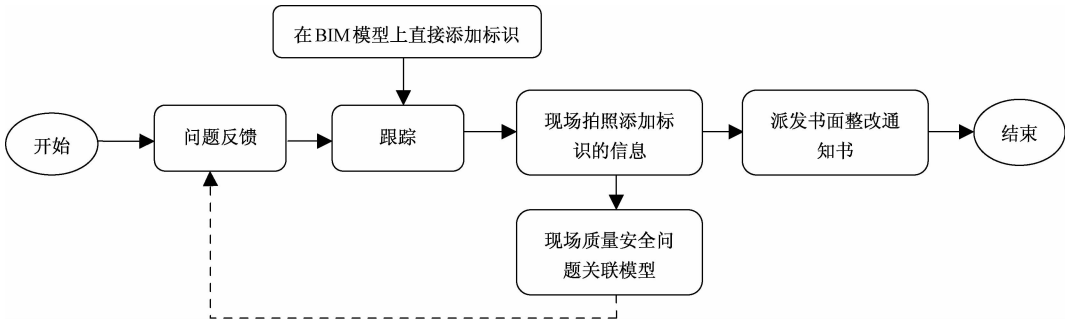 在BIM模型上直接添加标识
开始
问题反馈
跟踪
现场拍照添加标
识的信息
派发书面整改通
知书
结束
现场质量安全问
题关联模型